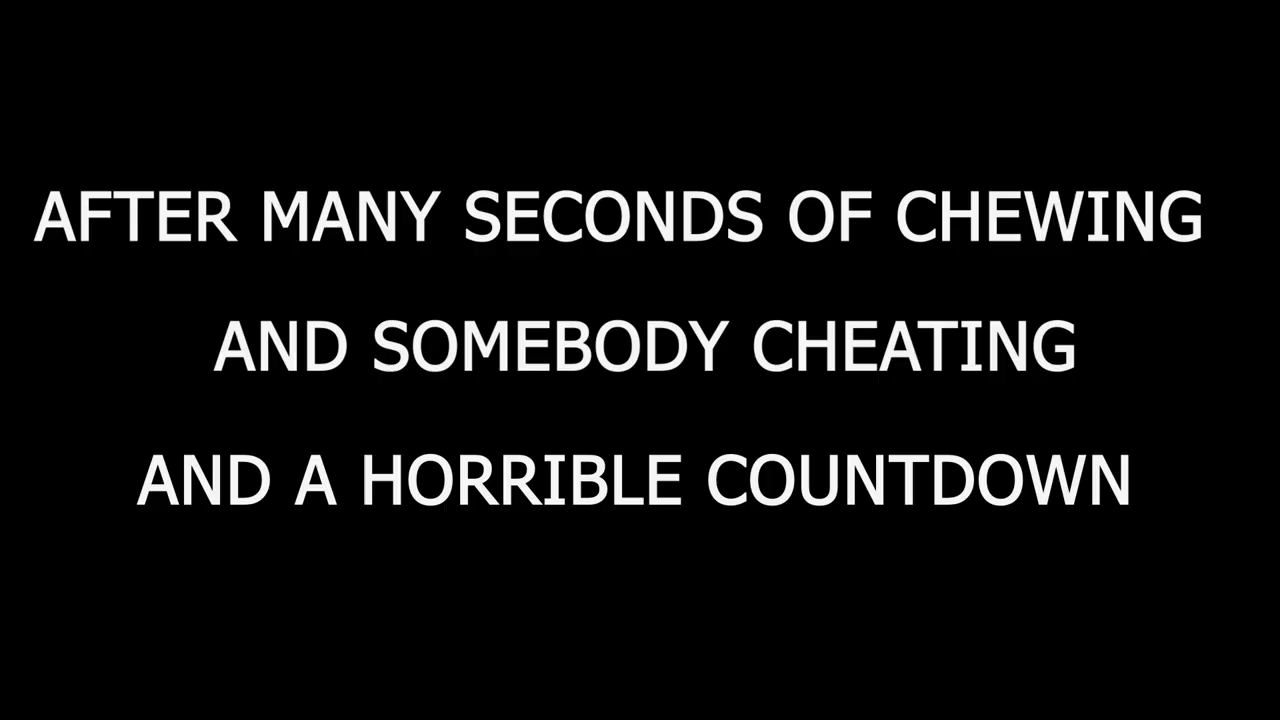 AFTER MANY SECONDS OF CHEWING
AND SOMEBODY CHEATING
AND A HORRIBLE COUNTDOWN